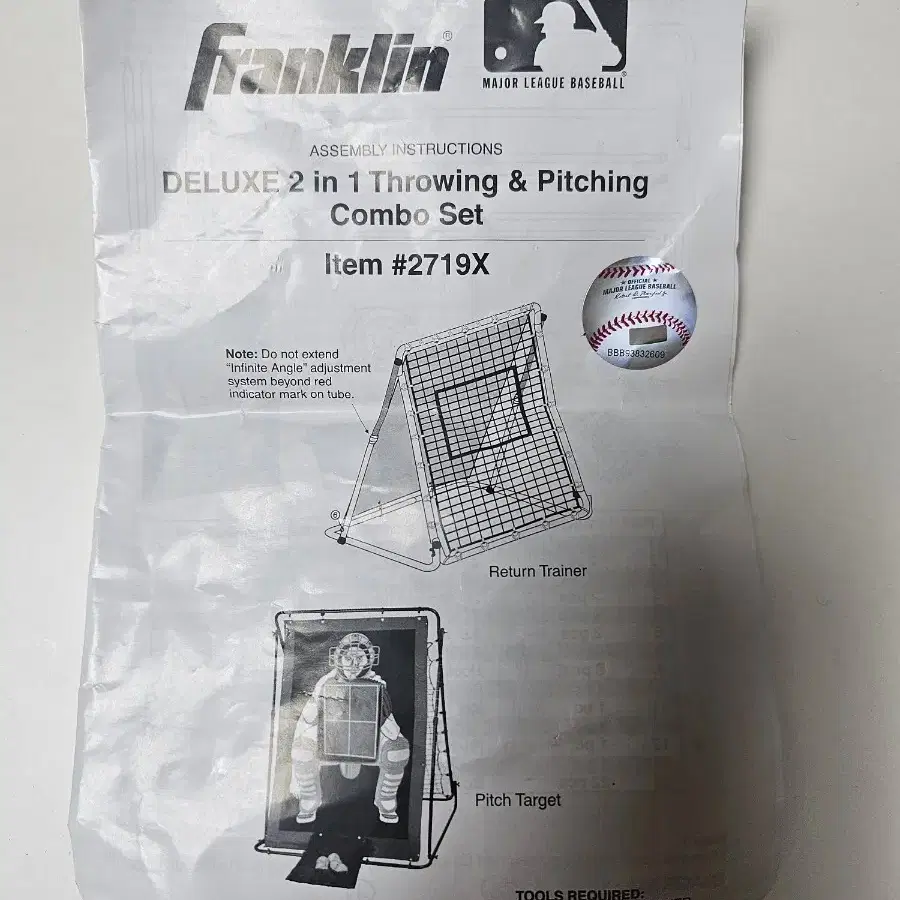 Franklin®
MAJOR LEAGUE BASEBALL®
ASSEMBLY INSTRUCTIONS
DELUXE 2 in 1 Throwing & Pitching
Combo Set
Item #2719X
OFFICIAL
MAJOR LEAGUE BASEBALL
BBB93832609
Note: Do not extend
“Infinite Angle” adjustment
system beyond red
indicator mark on tube.
6
Return Trainer
Pitch Target
TOOLS REQUIRED: